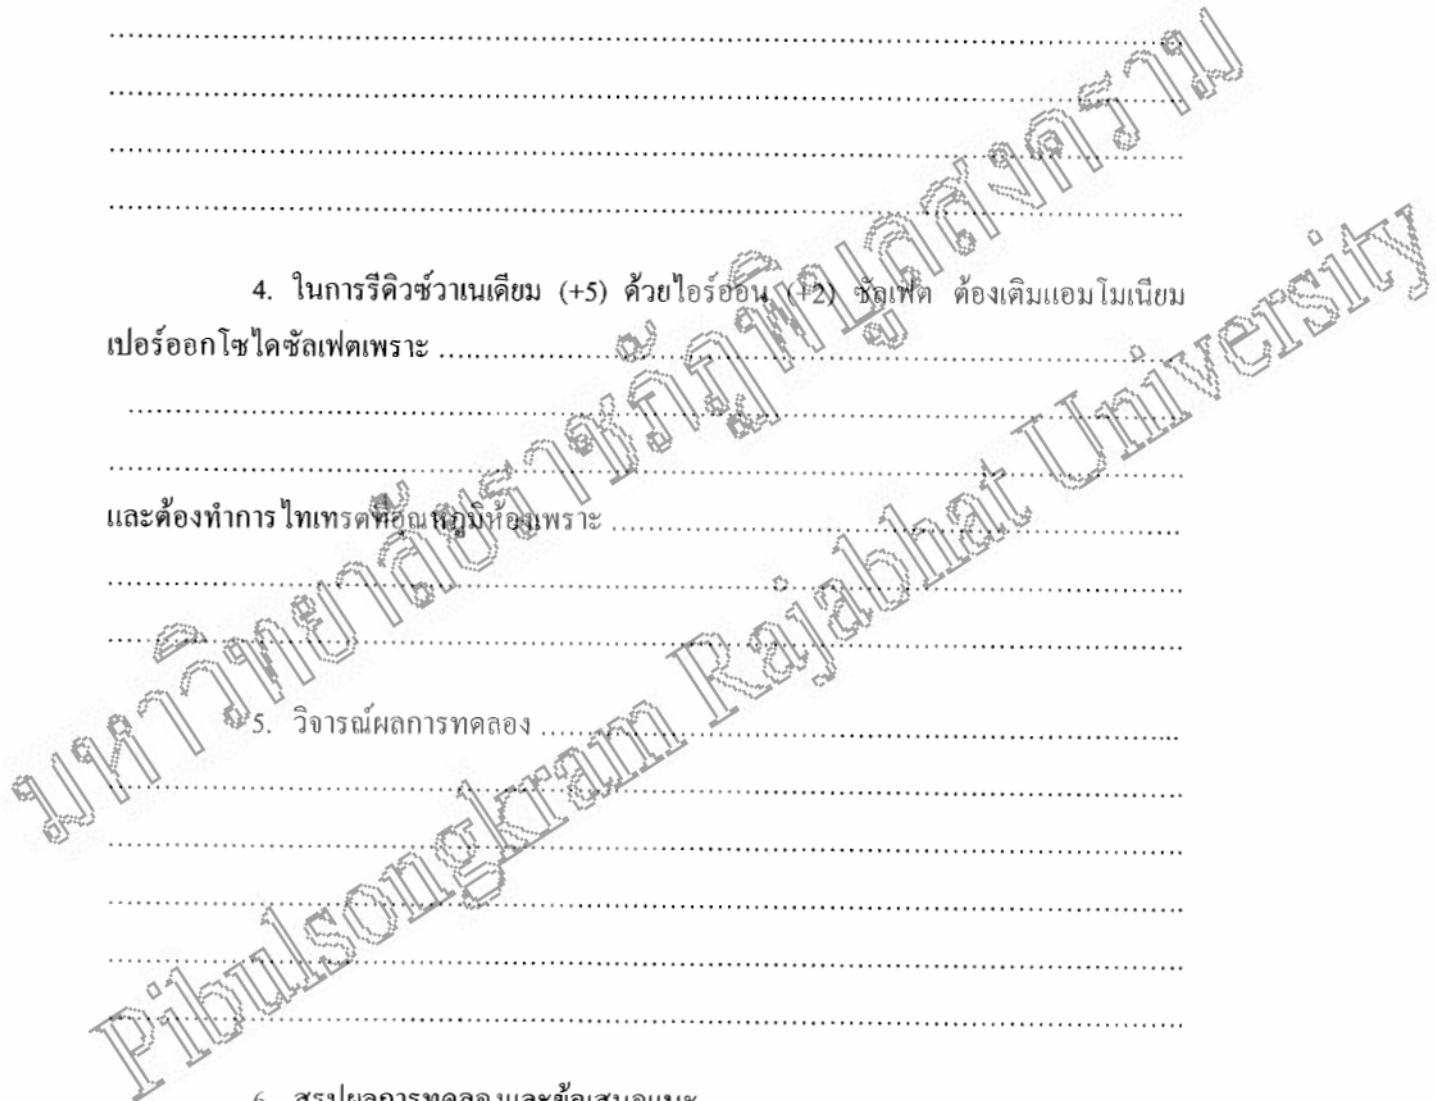 4. ในการรีดิวซ์วาเนเดียม (+5) ด้วยไอร์ออน (+2) ซัลเฟต ต้องเติมแอมโมเนียม
เปอร์ออกโซไดซัลเฟตเพราะ ................................................
และต้องทำการไทเทรตที่อุณหภูมิห้องเพราะ ................................................
5. วิจารณ์ผลการทดลอง ................................................
6. สรุปผลการทดลองและข้อเสนอแนะ
มหาวิทยาลัยราชภัฏพิบูลสงคราม
Pibulsongkram Rajabhat University